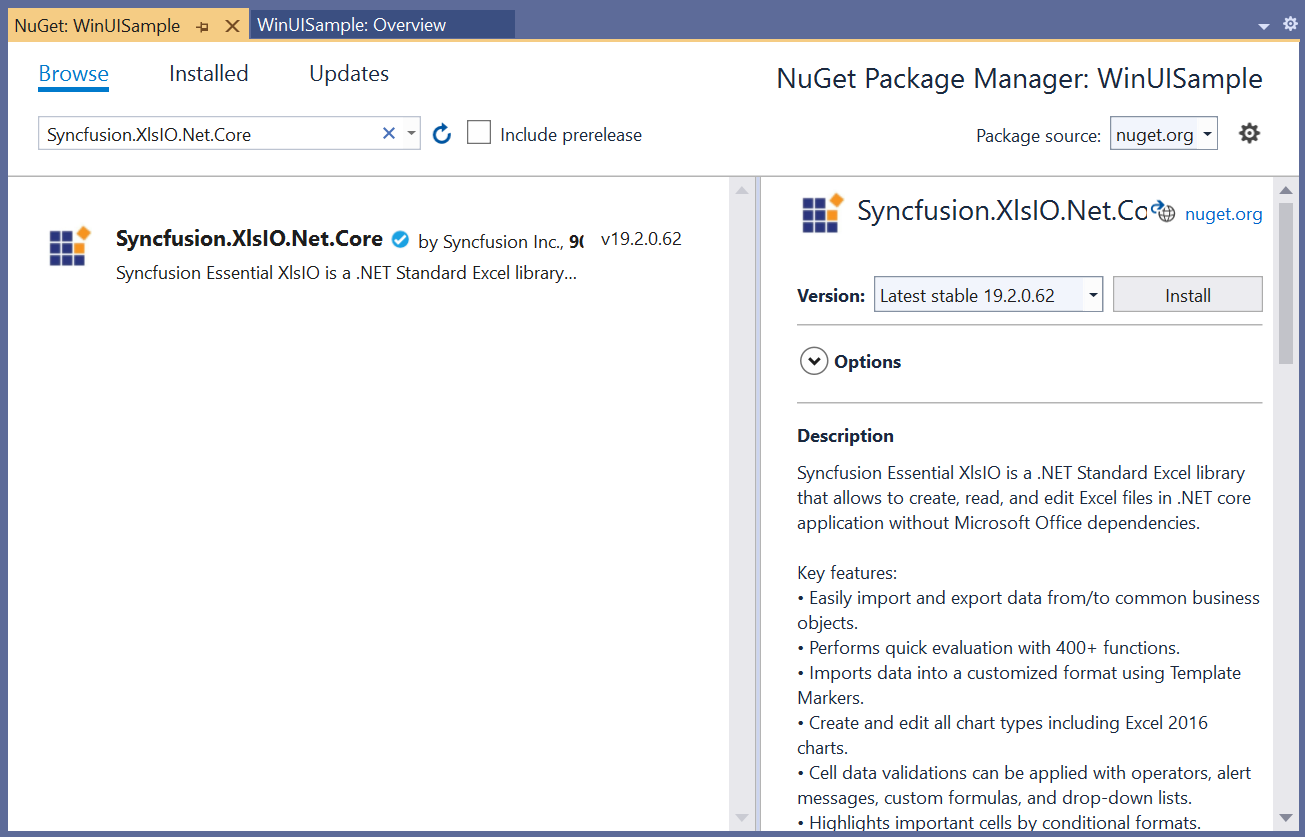 NuGet: WinUISample
WinUISample: Overview
Browse
Installed
Updates
NuGet Package Manager: WinUISample
Syncfusion.XlsIO.Net.Core
Include prerelease
Package source:
nuget.org
Syncfusion.XlsIO.Net.Core by Syncfusion Inc., v19.2.0.62
Syncfusion Essential XlsIO is a .NET Standard Excel library...
Syncfusion.XlsIO.Net.Co
nuget.org
Version:
Latest stable 19.2.0.62
Install
Options
Description
Syncfusion Essential XlsIO is a .NET Standard Excel library
that allows to create, read, and edit Excel files in .NET core
application without Microsoft Office dependencies.
Key features:
• Easily import and export data from/to common business
objects.
• Performs quick evaluation with 400+ functions.
• Imports data into a customized format using Template
Markers.
• Create and edit all chart types including Excel 2016
charts.
• Cell data validations can be applied with operators, alert
messages, custom formulas, and drop-down lists.
• Highlights important cells by conditional formats.